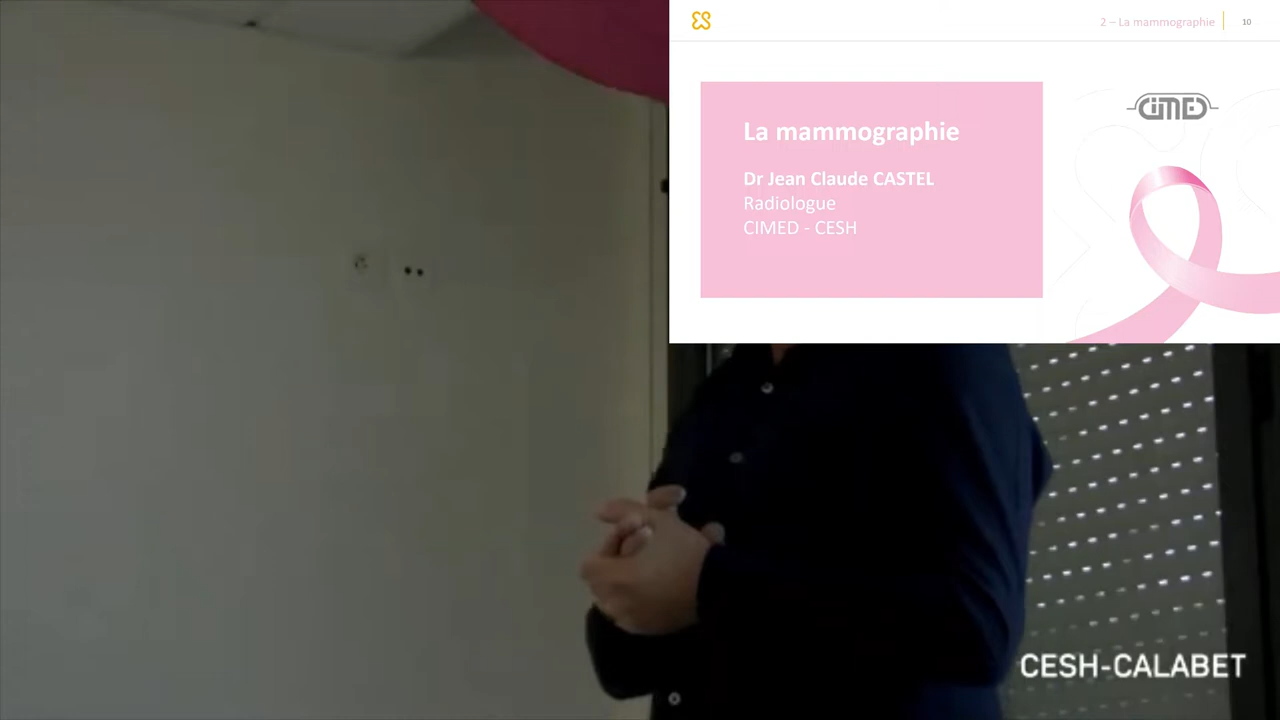 2 – La mammographie
10
La mammographie
Dr Jean Claude CASTEL
Radiologue
CIMED - CESH
CIMED
CESH-CALABET